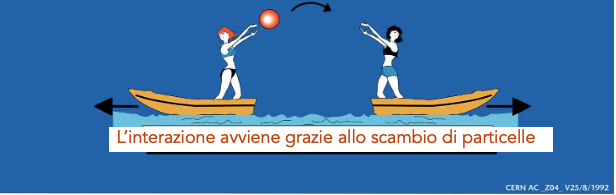 L'interazione avviene grazie allo scambio di particelle
CERN AC _Z04_ V25/8/1992